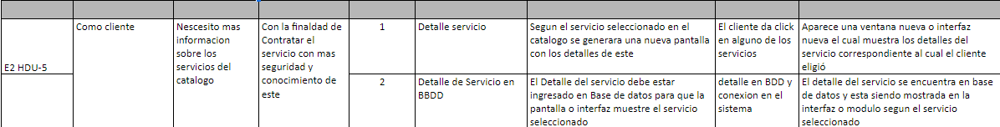 E2 HDU-5
Como cliente
Nescesito mas
informacion
sobre los
servicios del
catalogo
Con la finaldad de
Contratar el
servicio con mas
seguridad y
conocimiento de
este
1
Detalle servicio
Segun el servicio seleccionado en el
catalogo se generara una nueva pantalla
con los detalles de este
El cliente da click
en alguno de los
servicios
Aparece una ventana nueva o interfaz
nueva el cual muestra los detalles del
servicio correspondiente al cual el cliente
eligió
2
Detalle de Servicio en
BBDD
El Detalle del servicio debe estar
ingresado en Base de datos para que la
pantalla o interfaz muestre el servicio
seleccionado
detalle en BDD y
conexion en el
sistema
El detalle del servicio se encuentra en base
de datos y esta siendo mostrada en la
interfaz o modulo segun el servicio
seleccionado